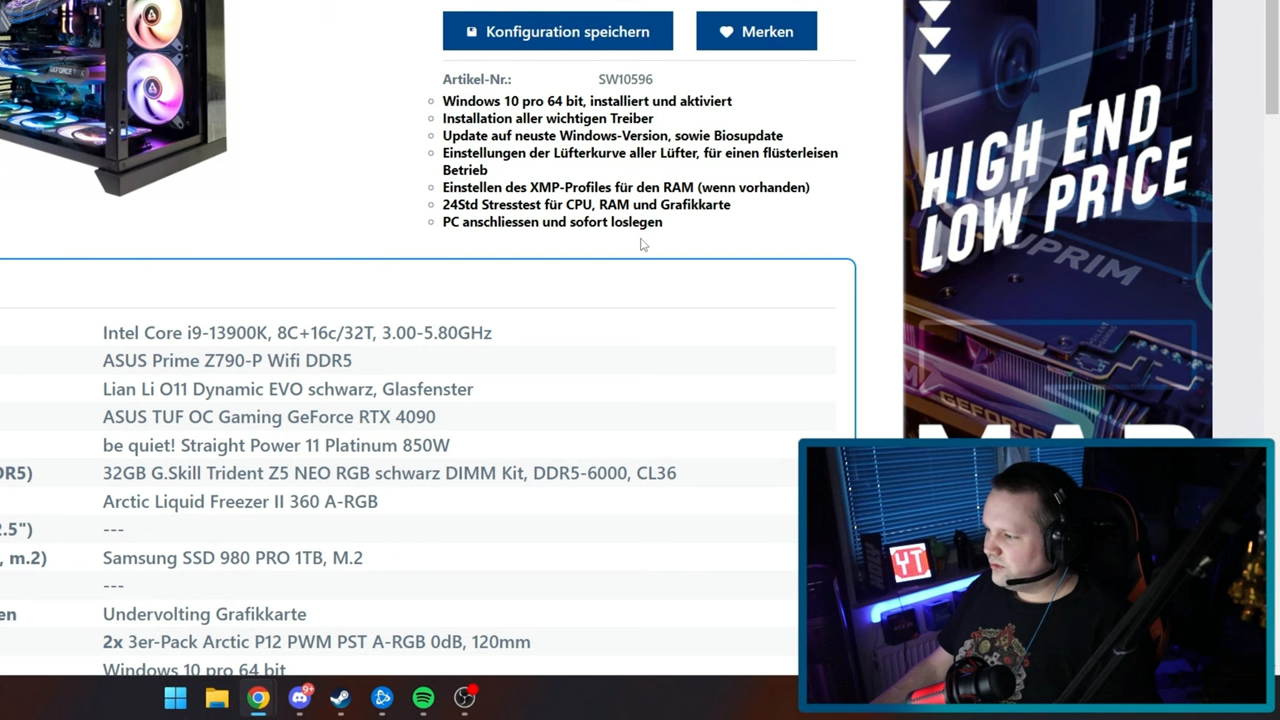 Konfiguration speichern
Merken
Artikel-Nr.: SW10596
Windows 10 pro 64 bit, installiert und aktiviert
Installation aller wichtigen Treiber
Update auf neuste Windows-Version, sowie Biosupdate
Einstellungen der Lüfterkurve aller Lüfter, für einen flüsterleisen
Betrieb
Einstellen des XMP-Profiles für den RAM (wenn vorhanden)
24Std Stresstest für CPU, RAM und Grafikkarte
PC anschliessen und sofort loslegen
Intel Core i9-13900K, 8C+16c/32T, 3.00-5.80GHz
ASUS Prime Z790-P Wifi DDR5
Lian Li O11 Dynamic EVO schwarz, Glasfenster
ASUS TUF OC Gaming GeForce RTX 4090
be quiet! Straight Power 11 Platinum 850W
DR5) 32GB G.Skill Trident Z5 NEO RGB schwarz DIMM Kit, DDR5-6000, CL36
Arctic Liquid Freezer II 360 A-RGB
2.5") ---
, m.2) Samsung SSD 980 PRO 1TB, M.2
---
en Undervolting Grafikkarte
2x 3er-Pack Arctic P12 PWM PST A-RGB 0dB, 120mm
Windows 10 pro 64 bit
HIGH END
LOW PRICE
SUPRIM
GEFORCE
GEFORCE RTX
YT
9+